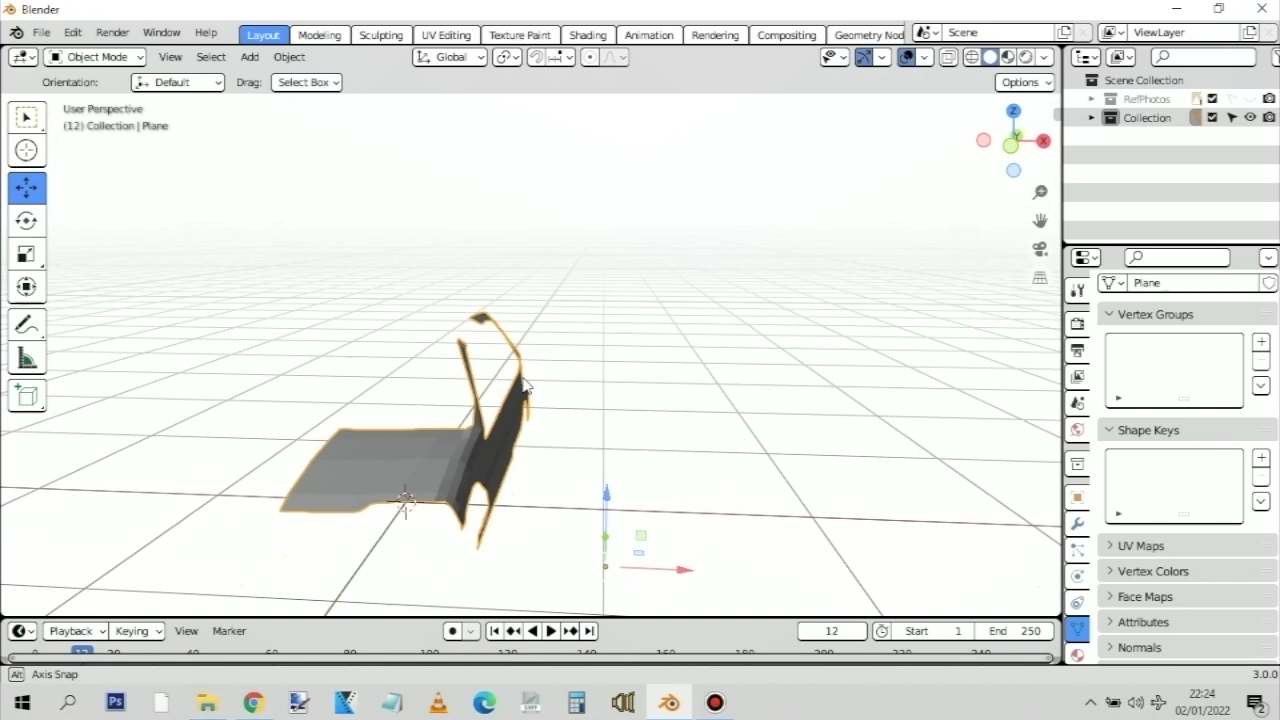 Blender
File Edit Render Window Help Layout Modeling Sculpting UV Editing Texture Paint Shading Animation Rendering Compositing Geometry Nod Scene ViewLayer
Object Mode View Select Add Object Global
Orientation: Default Drag: Select Box Options
Scene Collection
RefPhotos
Collection
User Perspective
(12) Collection | Plane
Z
Y
X
Plane
Vertex Groups
Shape Keys
UV Maps
Vertex Colors
Face Maps
Attributes
Normals
Playback Keying View Marker 12 Start 1 End 250
Alt Axis Snap 3.0.0
Ps
22:24
02/01/2022
2